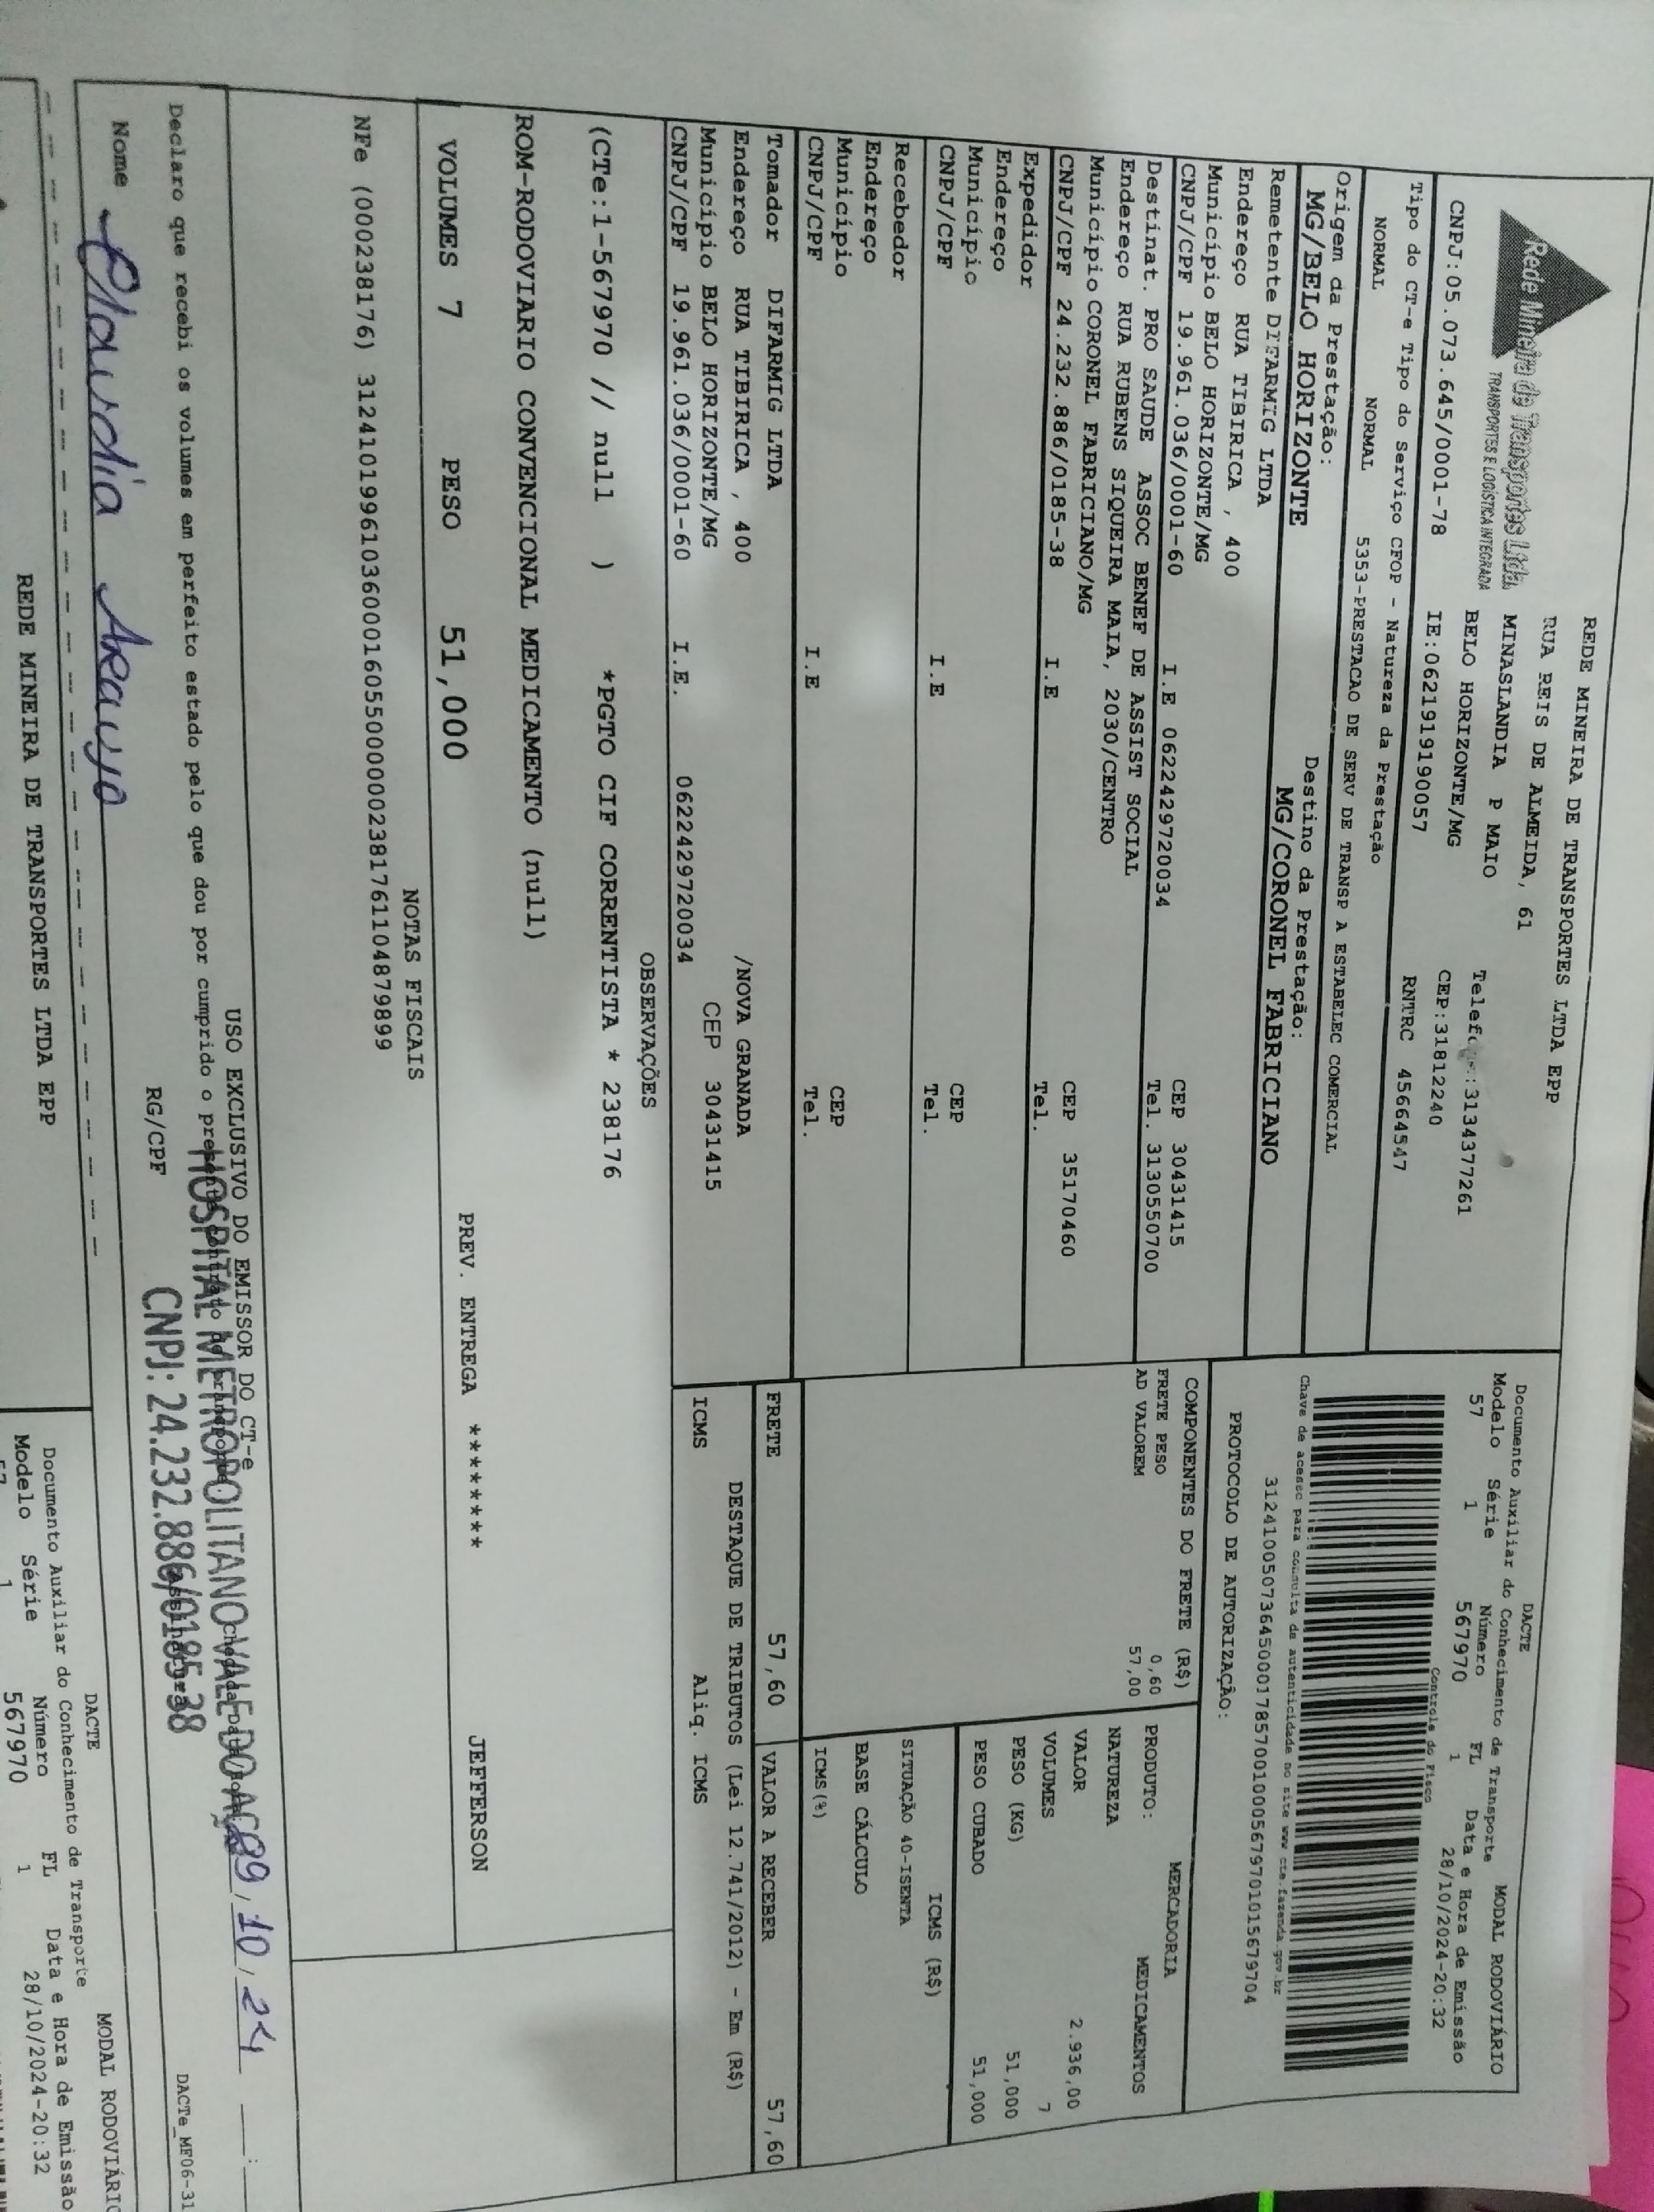 Rede Mineira de Transportes Ltda.
TRANSPORTES E LOGÍSTICA INTEGRADA
REDE MINEIRA DE TRANSPORTES LTDA EPP
RUA REIS DE ALMEIDA, 61
MINASLANDIA P MAIO
BELO HORIZONTE/MG
Telefone:3134377261
CEP:31812240
CNPJ:05.073.645/0001-78 IE:0621919190057 RNTRC 45664547
Tipo do CT-e Tipo do Serviço CFOP - Natureza da Prestação
NORMAL NORMAL 5353-PRESTACAO DE SERV DE TRANSP A ESTABELEC COMERCIAL
Origem da Prestação: Destino da Prestação:
MG/BELO HORIZONTE MG/CORONEL FABRICIANO
DACTE MODAL RODOVIÁRIO
Documento Auxiliar do Conhecimento de Transporte
Modelo Série Número FL Data e Hora de Emissão
57 1 567970 1 28/10/2024-20:32
Controle do Fisco
Chave de acesso para consulta de autenticidade no site www.cte.fazenda.gov.br
31241005073645000178570010005679701015679704
PROTOCOLO DE AUTORIZAÇÃO:
Remetente DIFARMIG LTDA
Endereço RUA TIBIRICA , 400
Município BELO HORIZONTE/MG CEP 30431415
CNPJ/CPF 19.961.036/0001-60 I.E 0622429720034 Tel. 3130550700
Destinat. PRO SAUDE ASSOC BENEF DE ASSIST SOCIAL
Endereço RUA RUBENS SIQUEIRA MAIA, 2030/CENTRO
Município CORONEL FABRICIANO/MG CEP 35170460
CNPJ/CPF 24.232.886/0185-38 I.E Tel.
Expedidor
Endereço
Município CEP
CNPJ/CPF I.E Tel.
Recebedor
Endereço
Município CEP
CNPJ/CPF I.E Tel.
Tomador DIFARMIG LTDA
Endereço RUA TIBIRICA , 400 /NOVA GRANADA
Município BELO HORIZONTE/MG CEP 30431415
CNPJ/CPF 19.961.036/0001-60 I.E. 0622429720034
COMPONENTES DO FRETE (R$)
FRETE PESO 0,60
AD VALOREM 57,00
MERCADORIA
PRODUTO: MEDICAMENTOS
NATUREZA
VALOR 2.936,00
VOLUMES 7
PESO (KG) 51,000
PESO CUBADO 51,000
ICMS (R$)
SITUAÇÃO 40-ISENTA
BASE CÁLCULO
ICMS(%)
FRETE 57,60 VALOR A RECEBER 57,60
DESTAQUE DE TRIBUTOS (Lei 12.741/2012) - Em (R$)
ICMS Aliq. ICMS
OBSERVAÇÕES
(CTe:1-567970 // null ) *PGTO CIF CORRENTISTA * 238176
ROM-RODOVIARIO CONVENCIONAL MEDICAMENTO (null)
VOLUMES 7 PESO 51,000 PREV. ENTREGA ******** JEFFERSON
NOTAS FISCAIS
NFe (000238176) 31241019961036000160550000002381761104879899
USO EXCLUSIVO DO EMISSOR DO CT-e
Declaro que recebi os volumes em perfeito estado pelo que dou por cumprido o presente contrato de transporte
Chegada Data 29/10/24
Nome Claudia Araujo RG/CPF Assinatura
HOSPITAL METROPOLITANO VALE DO AÇO
CNPJ: 24.232.886/0185-38
DACTe_MF06-31
REDE MINEIRA DE TRANSPORTES LTDA EPP
DACTE MODAL RODOVIÁRIO
Documento Auxiliar do Conhecimento de Transporte
Modelo Série Número FL Data e Hora de Emissão
57 1 567970 1 28/10/2024-20:32